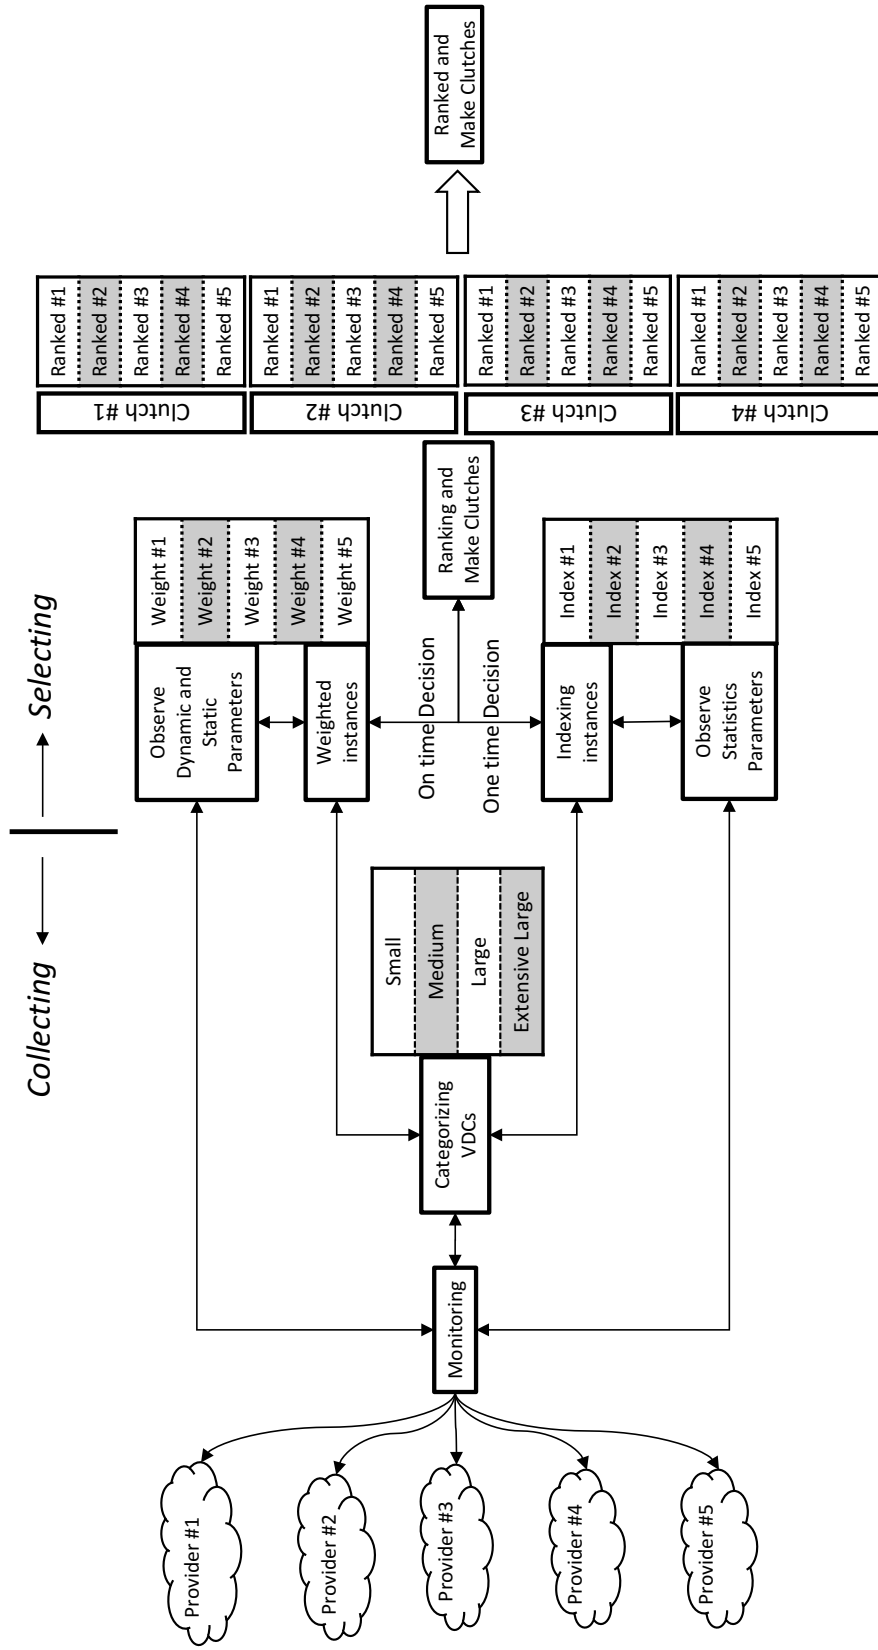 Collecting
Selecting
Provider #1
Provider #2
Provider #3
Provider #4
Provider #5
Monitoring
Categorizing
VDCs
Small
Medium
Large
Extensive Large
Observe
Dynamic and
Static
Parameters
Weighted
instances
On time Decision
One time Decision
Indexing
instances
Observe
Statistics
Parameters
Weight #1
Weight #2
Weight #3
Weight #4
Weight #5
Index #1
Index #2
Index #3
Index #4
Index #5
Ranking and
Make Clutches
Clutch #1
Ranked #1
Ranked #2
Ranked #3
Ranked #4
Ranked #5
Clutch #2
Ranked #1
Ranked #2
Ranked #3
Ranked #4
Ranked #5
Clutch #3
Ranked #1
Ranked #2
Ranked #3
Ranked #4
Ranked #5
Clutch #4
Ranked #1
Ranked #2
Ranked #3
Ranked #4
Ranked #5
Ranked and
Make Clutches